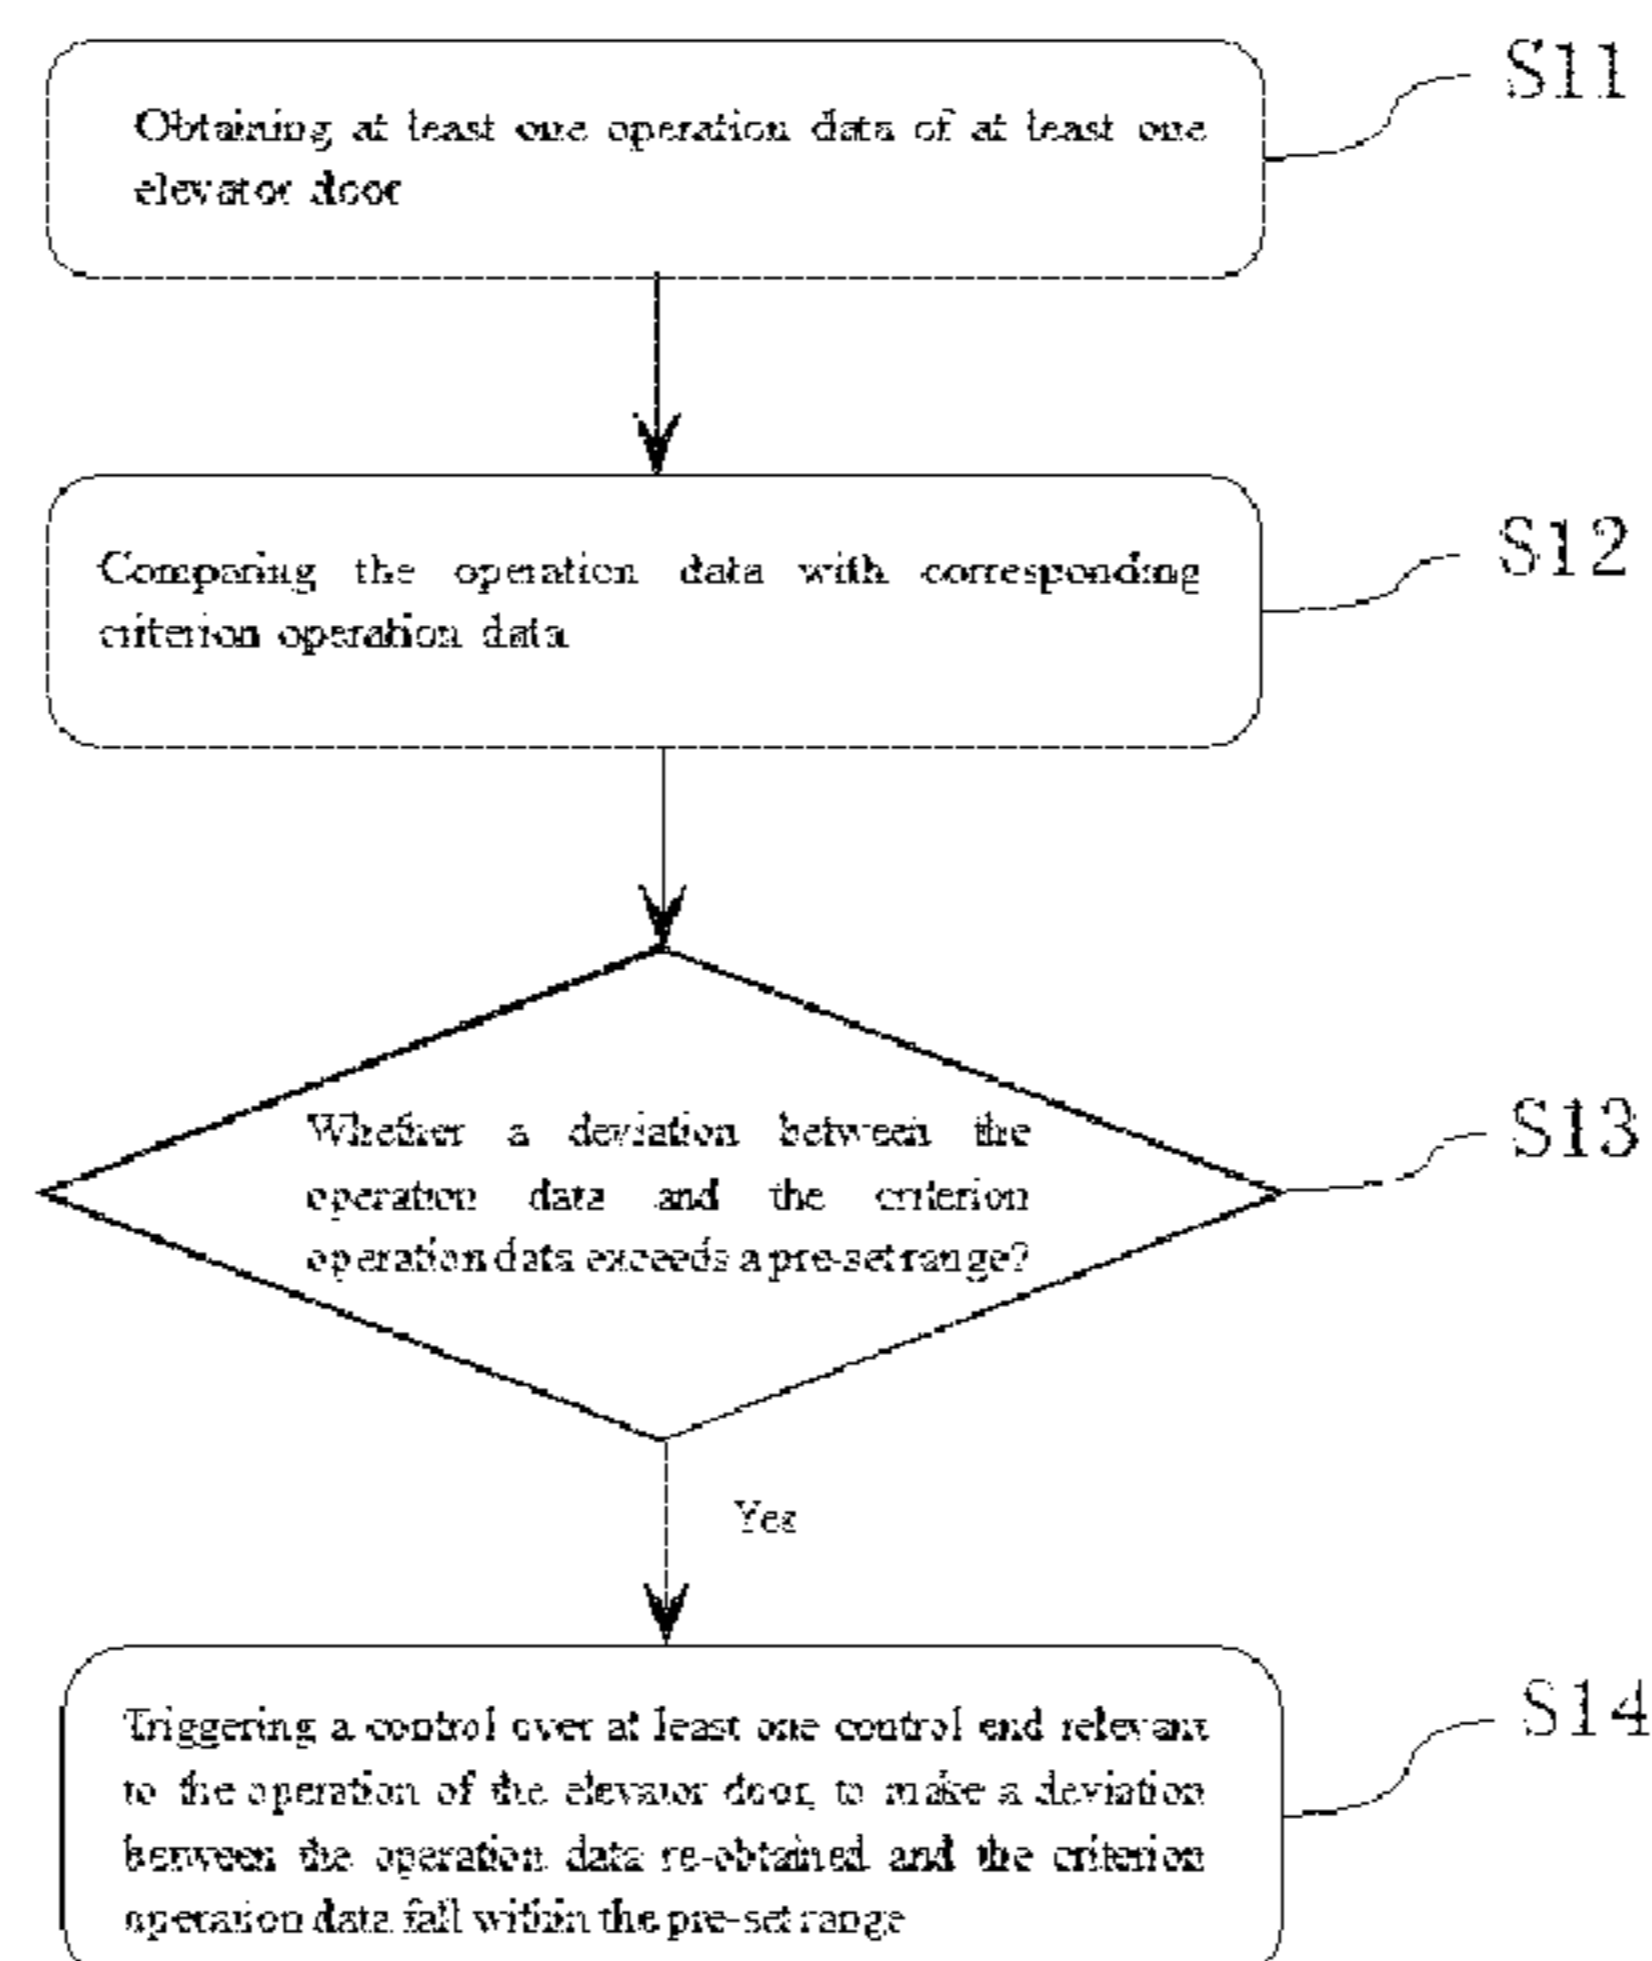 S11
Obtaining at least one operation data of at least one
elevator door
S12
Comparing the operation data with corresponding
criterion operation data
S13
Whether a deviation between the
operation data and the criterion
operation data exceeds a pre-set range?
Yes
S14
Triggering a control over at least one control end relevant
to the operation of the elevator door, to make a deviation
between the operation data re-obtained and the criterion
operation data fall within the pre-set range